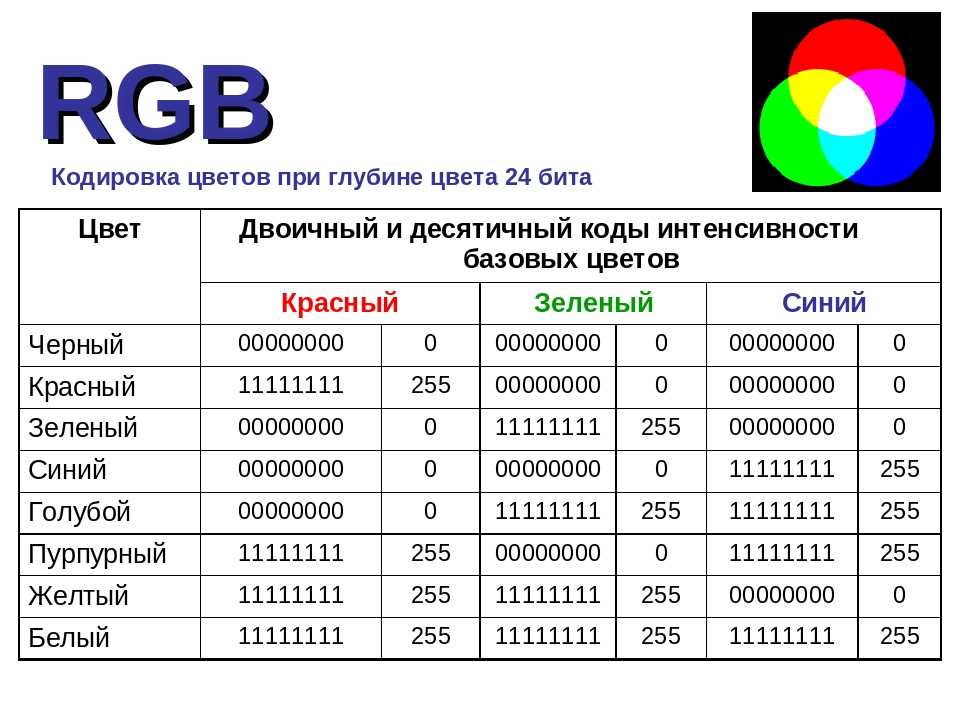 RGB
Кодировка цветов при глубине цвета 24 бита
Цвет Двоичный и десятичный коды интенсивности
базовых цветов
Красный Зеленый Синий
Черный 00000000 0 00000000 0 00000000 0
Красный 11111111 255 00000000 0 00000000 0
Зеленый 00000000 0 11111111 255 00000000 0
Синий 00000000 0 00000000 0 11111111 255
Голубой 00000000 0 11111111 255 11111111 255
Пурпурный 11111111 255 00000000 0 11111111 255
Желтый 11111111 255 11111111 255 00000000 0
Белый 11111111 255 11111111 255 11111111 255